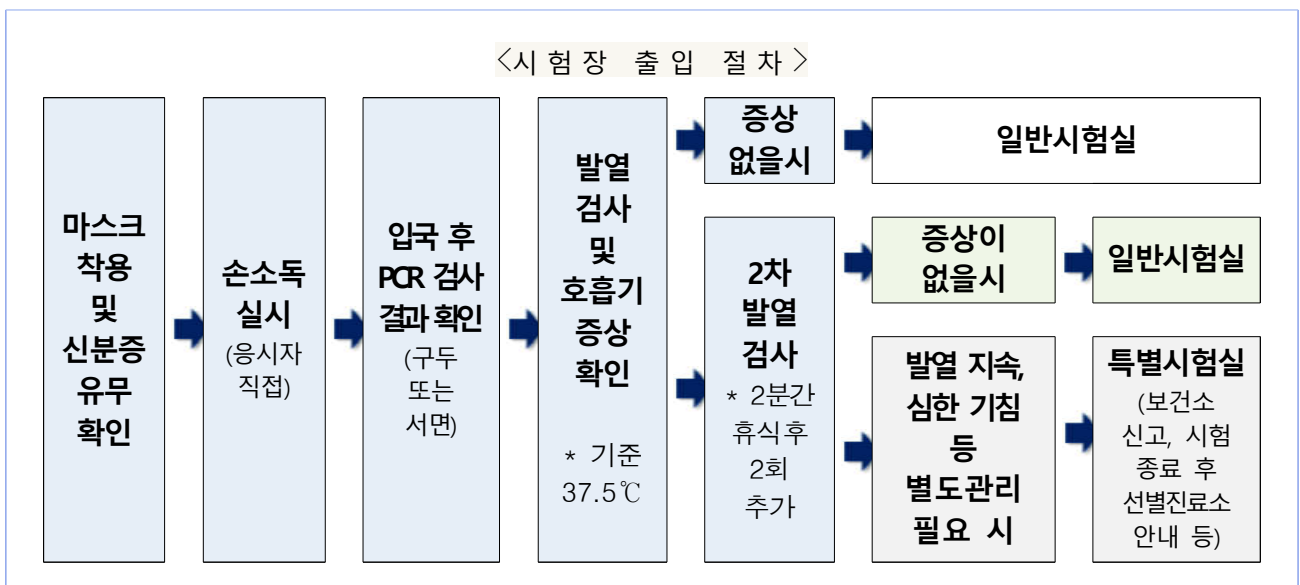 <시험장 출입 절차>
마스크
착용
및
신분증
유무
확인
손소독
실시
(응시자
직접)
입국 후
PCR 검사
결과 확인
(구두
또는
서면)
발열
검사
및
호흡기
증상
확인
* 기준
37.5℃
증상
없을시
일반시험실
2차
발열
검사
* 2분간
휴식 후
2회
추가
증상이
없을시
일반시험실
발열 지속,
심한 기침
등
별도관리
필요 시
특별시험실
(보건소
신고, 시험
종료 후
선별진료소
안내 등)